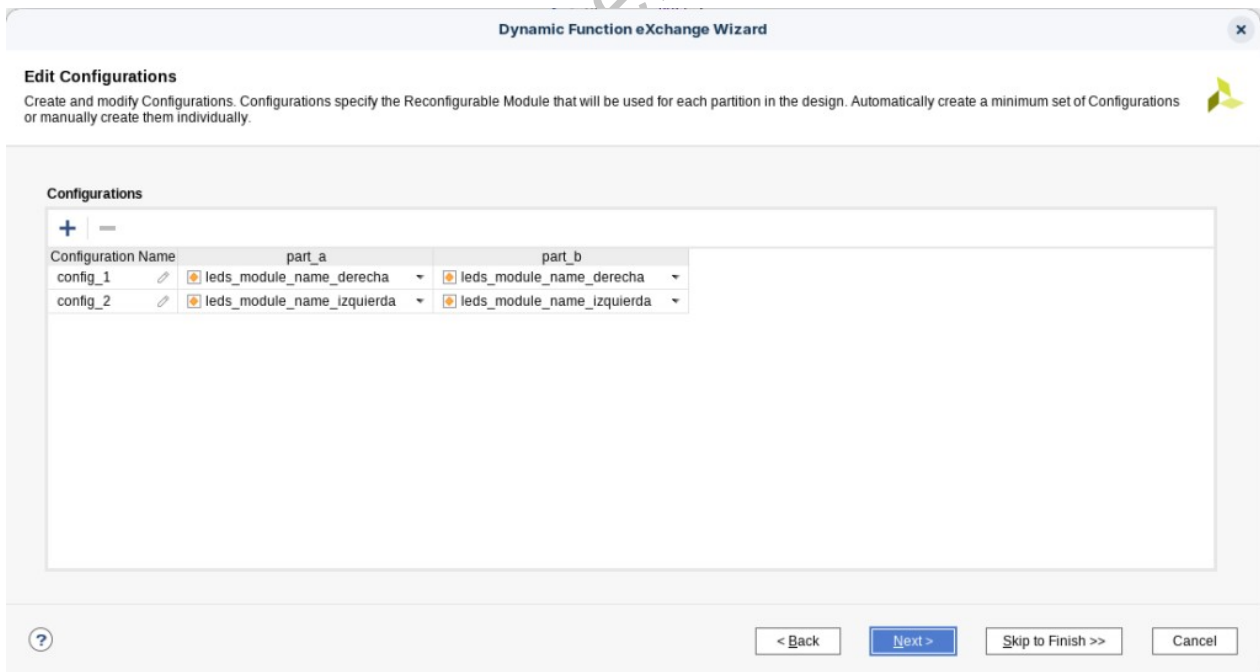 Dynamic Function eXchange Wizard
Edit Configurations
Create and modify Configurations. Configurations specify the Reconfigurable Module that will be used for each partition in the design. Automatically create a minimum set of Configurations
or manually create them individually.
Configurations
Configuration Name part_a part_b
config_1 leds_module_name_derecha leds_module_name_derecha
config_2 leds_module_name_izquierda leds_module_name_izquierda
? < Back Next > Skip to Finish >> Cancel